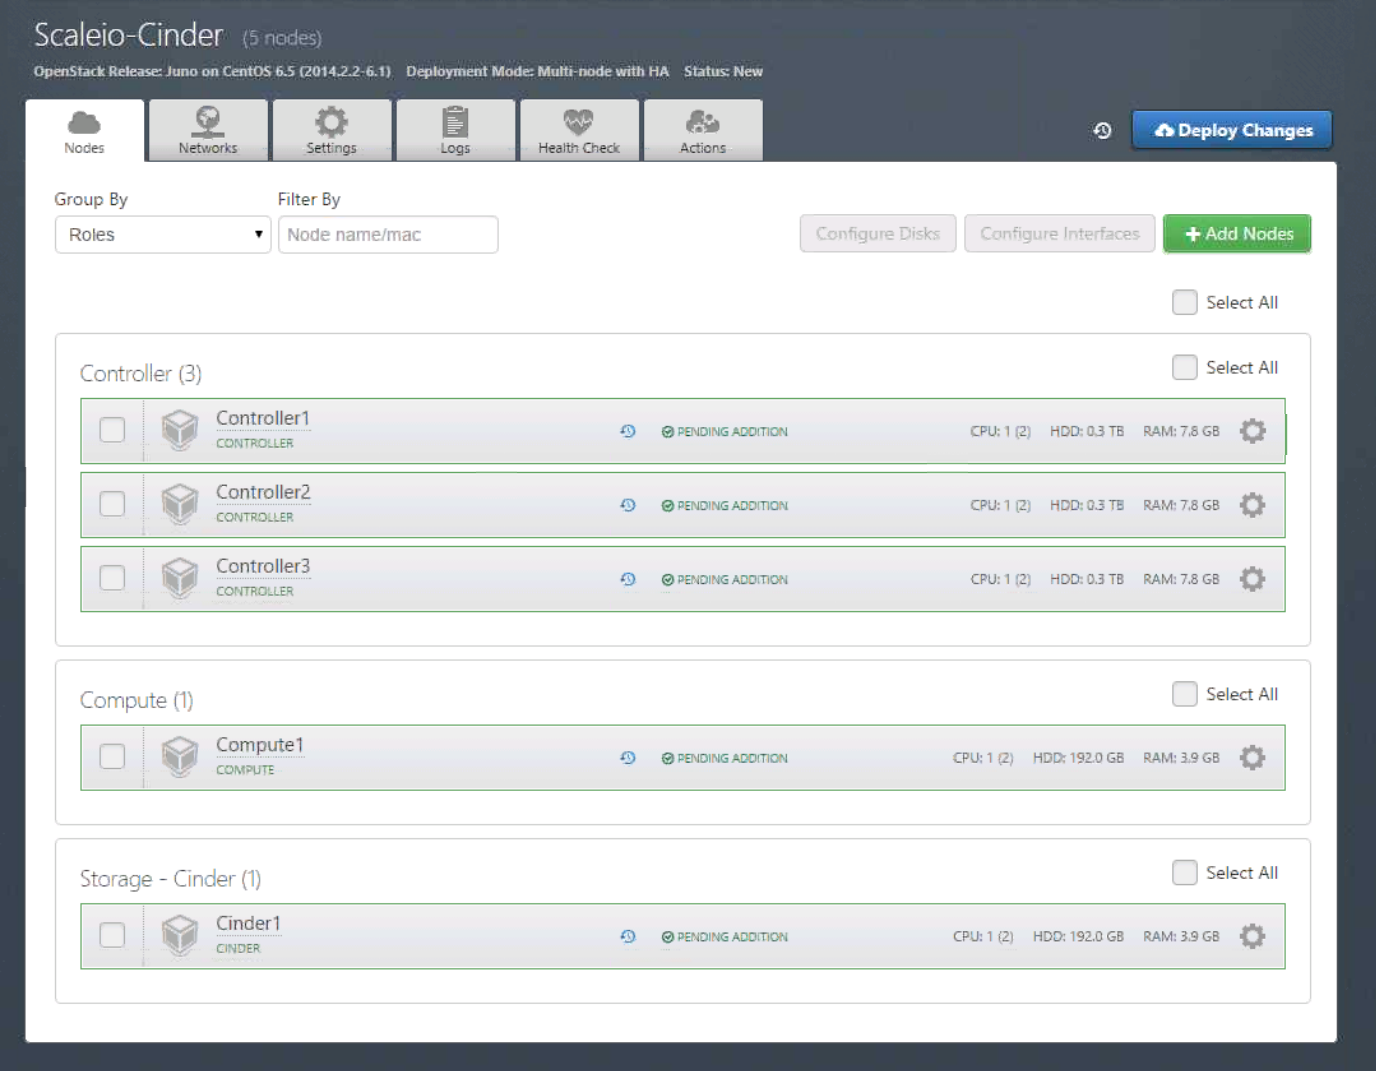 Scaleio-Cinder (5 nodes)
OpenStack Release: Juno on CentOS 6.5 (2014.2.2-6.1) Deployment Mode: Multi-node with HA Status: New
Nodes Networks Settings Logs Health Check Actions Deploy Changes
Group By Filter By
Roles Node name/mac Configure Disks Configure Interfaces Add Nodes
Select All
Controller (3) Select All
Controller1
CONTROLLER PENDING ADDITION CPU: 1 (2) HDD: 0.3 TB RAM: 7.8 GB
Controller2
CONTROLLER PENDING ADDITION CPU: 1 (2) HDD: 0.3 TB RAM: 7.8 GB
Controller3
CONTROLLER PENDING ADDITION CPU: 1 (2) HDD: 0.3 TB RAM: 7.8 GB
Compute (1) Select All
Compute1
COMPUTE PENDING ADDITION CPU: 1 (2) HDD: 192.0 GB RAM: 3.9 GB
Storage - Cinder (1) Select All
Cinder1
CINDER PENDING ADDITION CPU: 1 (2) HDD: 192.0 GB RAM: 3.9 GB